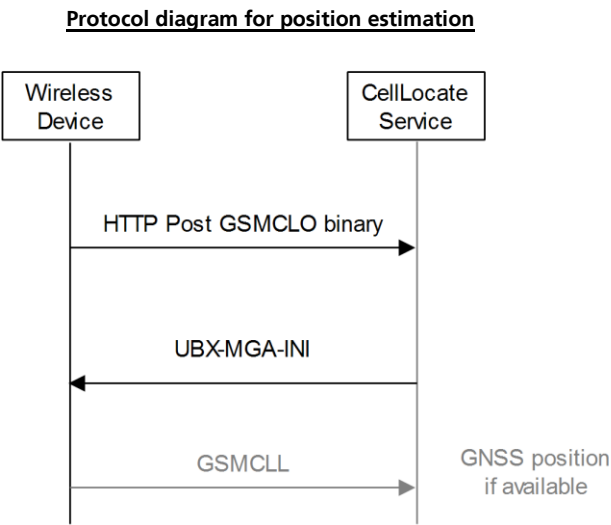 Protocol diagram for position estimation
Wireless
Device
CellLocate
Service
HTTP Post GSMCLO binary
UBX-MGA-INI
GSMCLL
GNSS position
if available